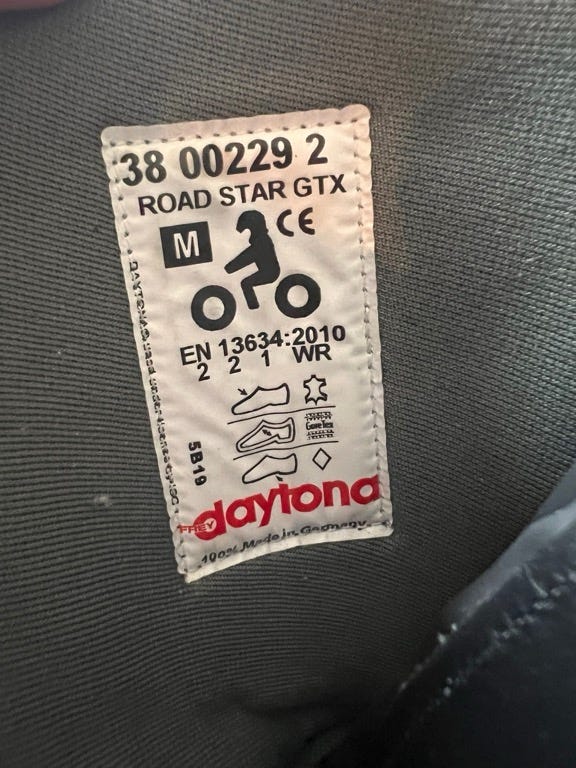 38 00229 2
ROAD STAR GTX
M
CE
EN 13634:2010
2 2 1 WR
GoreTex
5B19
FREY daytona
100% Made in Germany